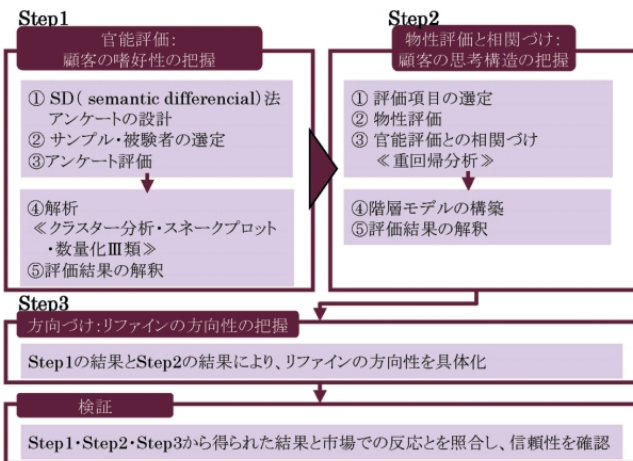 Step1
官能評価:
顧客の嗜好性の把握
① SD( semantic differencial)法
アンケートの設計
② サンプル・被験者の選定
③アンケート評価
④解析
≪クラスター分析・スネークプロット
・数量化Ⅲ類≫
⑤評価結果の解釈
Step2
物性評価と相関づけ:
顧客の思考構造の把握
① 評価項目の選定
② 物性評価
③ 官能評価との相関づけ
≪重回帰分析≫
④階層モデルの構築
⑤評価結果の解釈
Step3
方向づけ:リファインの方向性の把握
Step1の結果とStep2の結果により、リファインの方向性を具体化
検証
Step1・Step2・Step3から得られた結果と市場での反応とを照合し、信頼性を確認